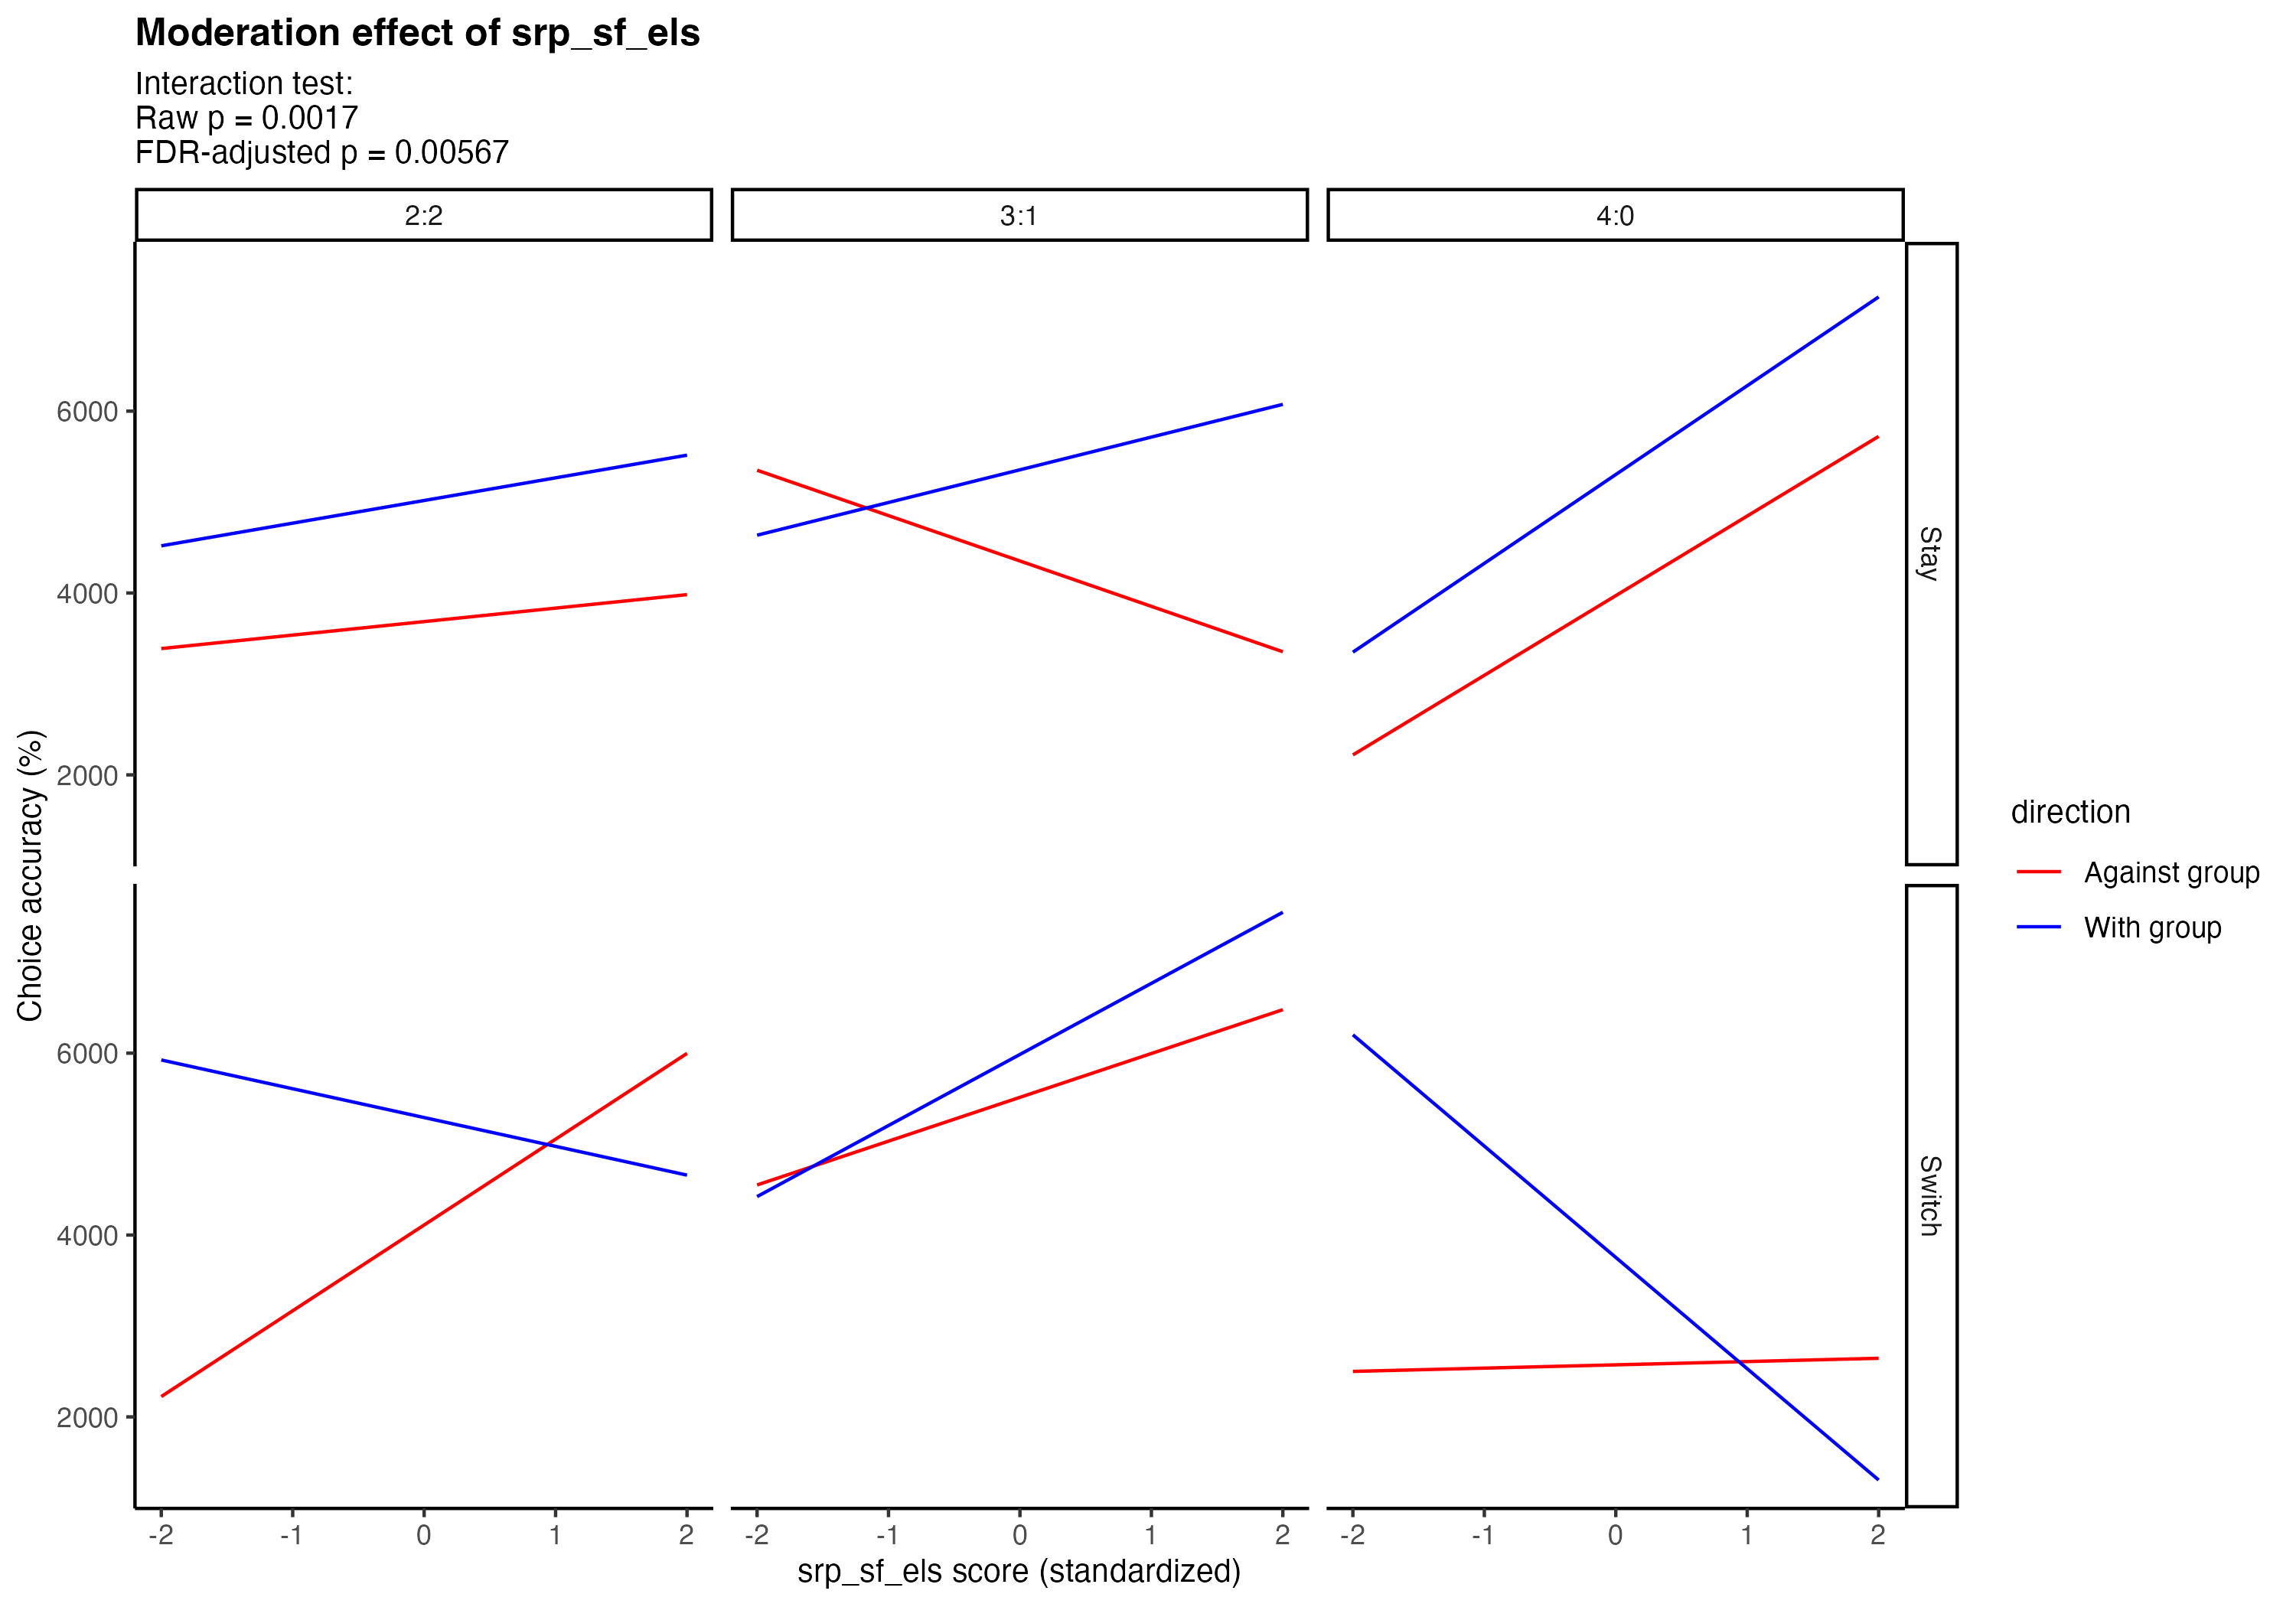 Moderation effect of srp_sf_els
Interaction test:
Raw p = 0.0017
FDR-adjusted p = 0.00567
2:2
3:1
4:0
Stay
6000
4000
2000
Choice accuracy (%)
direction
Against group
With group
Switch
6000
4000
2000
-2 -1 0 1 2
-2 -1 0 1 2
-2 -1 0 1 2
srp_sf_els score (standardized)